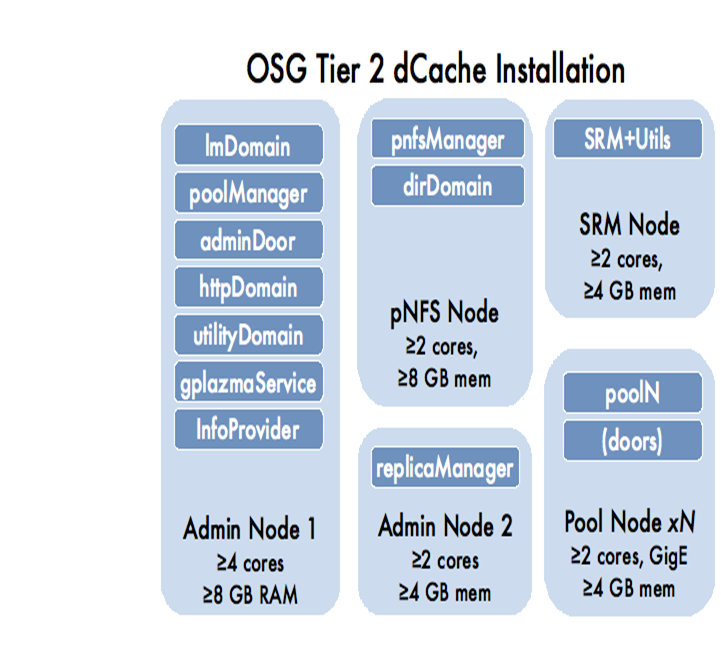 OSG Tier 2 dCache Installation
lmDomain
poolManager
adminDoor
httpDomain
utilityDomain
gplazmaService
InfoProvider
Admin Node 1
≥4 cores
≥8 GB RAM
pnfsManager
dirDomain
pNFS Node
≥2 cores,
≥8 GB mem
replicaManager
Admin Node 2
≥2 cores
≥4 GB mem
SRM+Utils
SRM Node
≥2 cores,
≥4 GB mem
poolN
(doors)
Pool Node xN
≥2 cores, GigE
≥4 GB mem